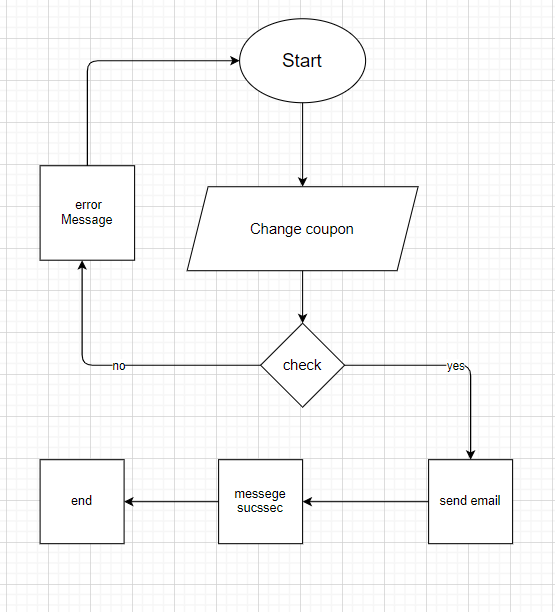 Start
error
Message
Change coupon
check
no
yes
end
messege
sucssec
send email